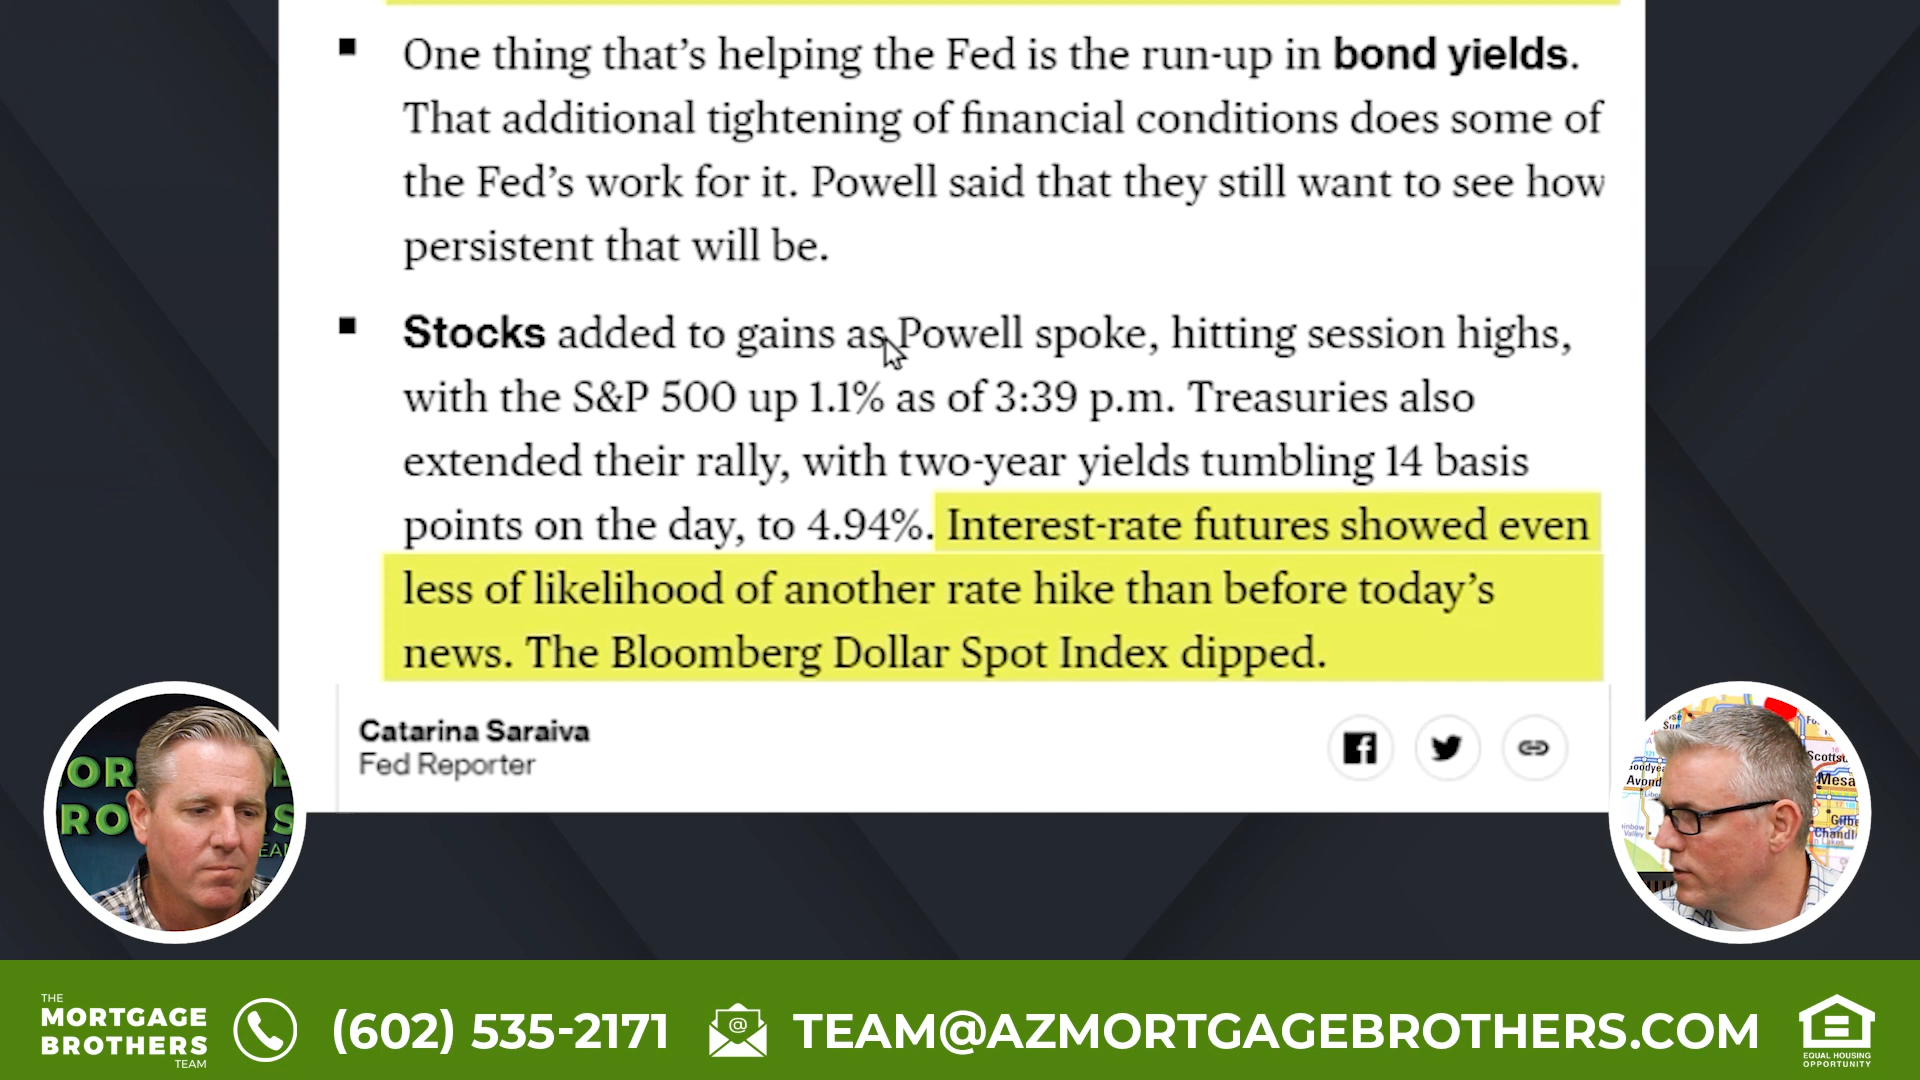 One thing that’s helping the Fed is the run-up in bond yields.
That additional tightening of financial conditions does some of
the Fed’s work for it. Powell said that they still want to see how
persistent that will be.
Stocks added to gains as Powell spoke, hitting session highs,
with the S&P 500 up 1.1% as of 3:39 p.m. Treasuries also
extended their rally, with two-year yields tumbling 14 basis
points on the day, to 4.94%. Interest-rate futures showed even
less of likelihood of another rate hike than before today’s
news. The Bloomberg Dollar Spot Index dipped.
Catarina Saraiva
Fed Reporter
Scotts
Avond
Mesa
Gilbe
Chandl
THE
MORTGAGE
BROTHERS
TEAM
(602) 535-2171
@
TEAM@AZMORTGAGEBROTHERS.COM
EQUAL HOUSING
OPPORTUNITY